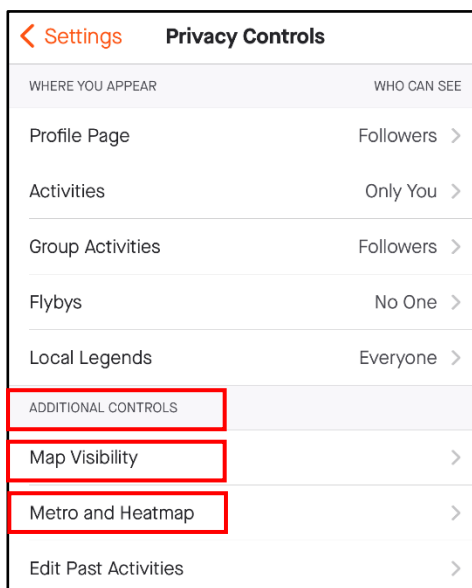 Settings Privacy Controls
WHERE YOU APPEAR WHO CAN SEE
Profile Page Followers
Activities Only You
Group Activities Followers
Flybys No One
Local Legends Everyone
ADDITIONAL CONTROLS
Map Visibility
Metro and Heatmap
Edit Past Activities